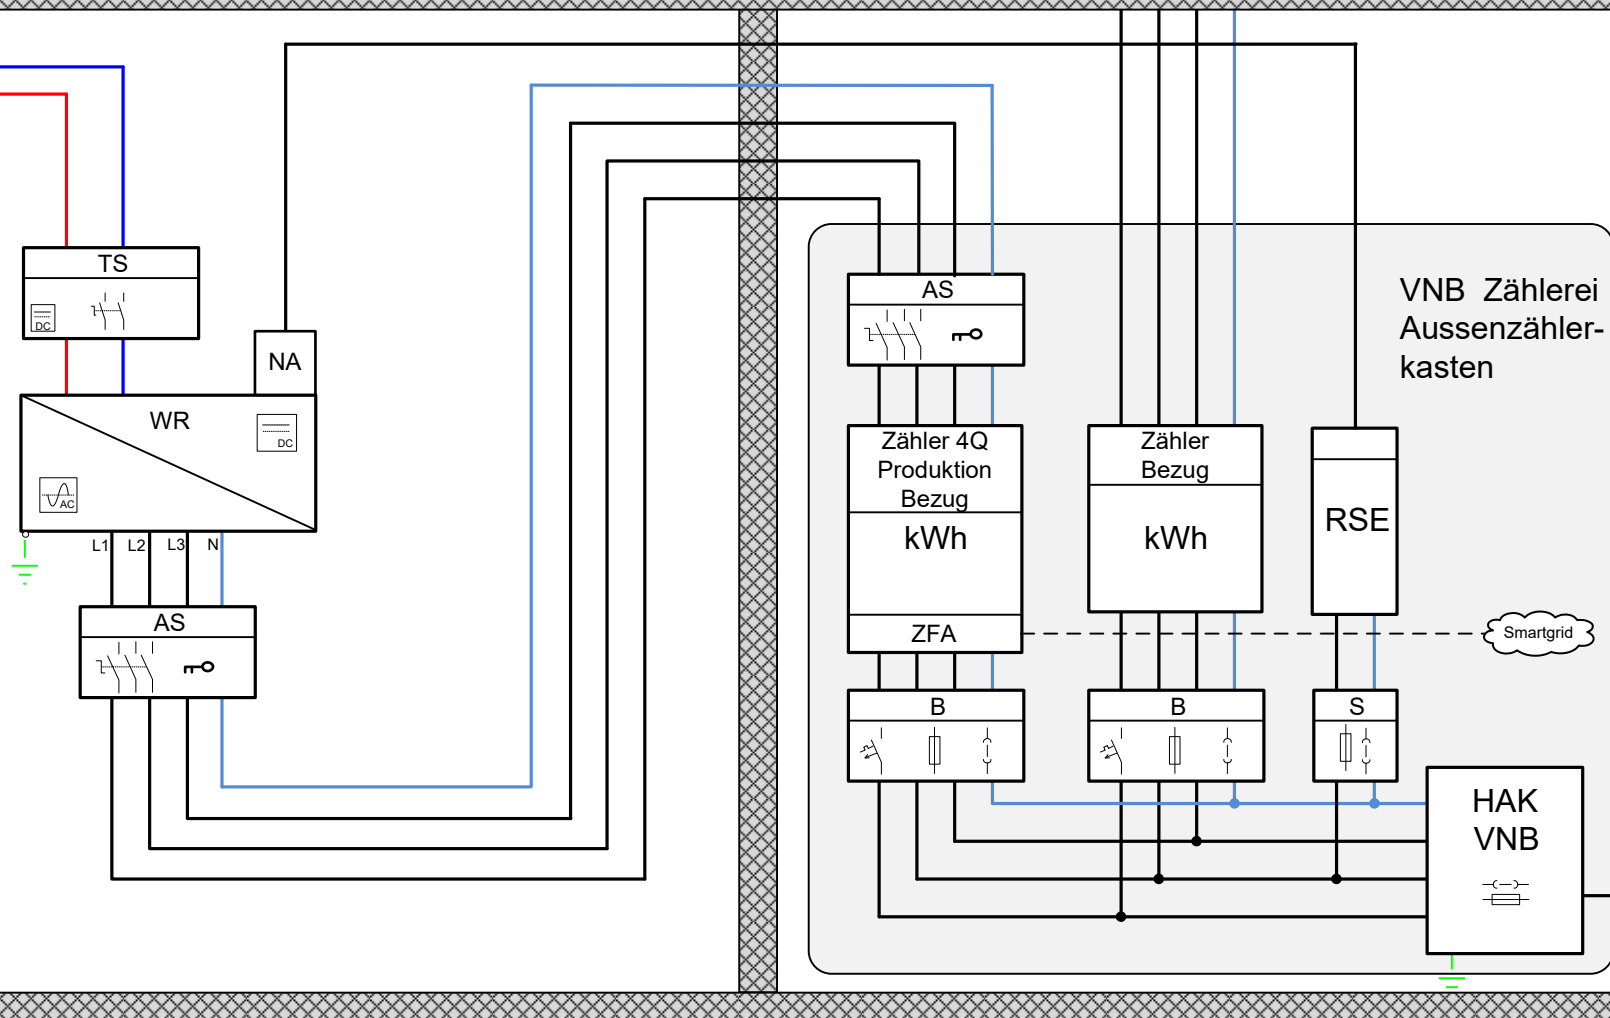 TS
DC
NA
WR
DC
AC
L1
L2
L3
N
AS
AS
Zähler 4Q
Produktion
Bezug
kWh
ZFA
B
Zähler
Bezug
kWh
B
RSE
S
VNB Zählerei
Aussenzähler-
kasten
Smartgrid
HAK
VNB